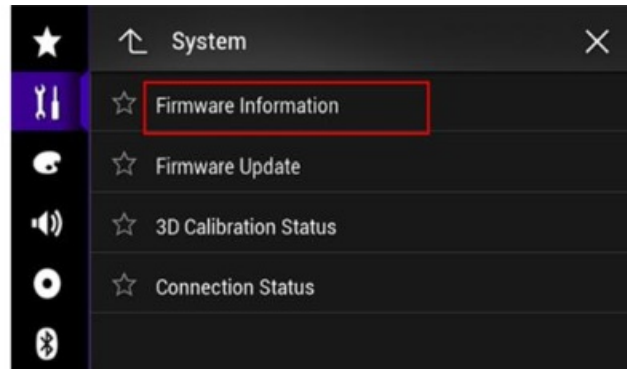 System
Firmware Information
Firmware Update
3D Calibration Status
Connection Status